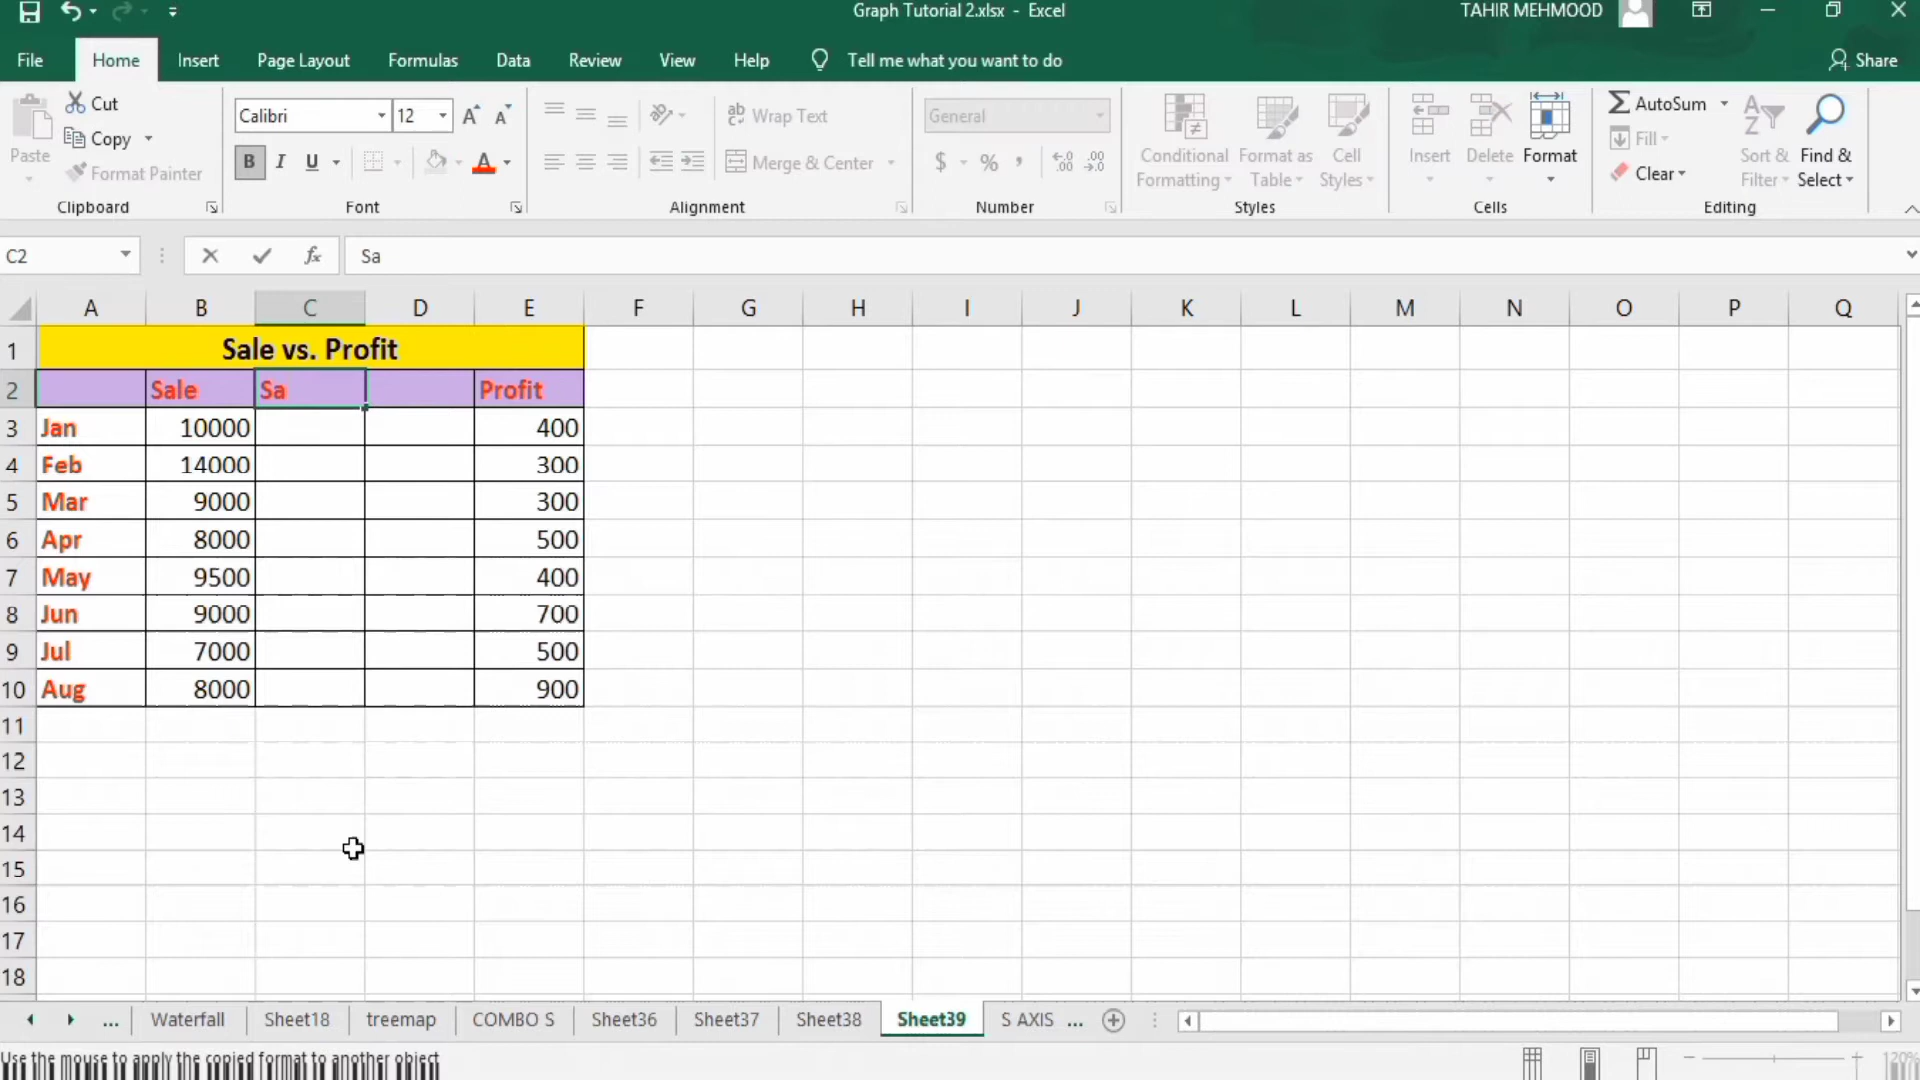 Graph Tutorial 2.xlsx - Excel
TAHIR MEHMOOD
File Home Insert Page Layout Formulas Data Review View Help Tell me what you want to do Share
Paste
Cut
Copy
Format Painter
Clipboard
Calibri 12
B I U A
Font
Wrap Text
Merge & Center
Alignment
General
$ % ,
Number
Conditional Formatting
Format as Table
Cell Styles
Styles
Insert Delete Format
Cells
AutoSum
Fill
Clear
Sort & Filter
Find & Select
Editing
C2 fx Sa
A B C D E F G H I J K L M N O P Q
1 Sale vs. Profit
2 Sale Sa Profit
3 Jan 10000 400
4 Feb 14000 300
5 Mar 9000 300
6 Apr 8000 500
7 May 9500 400
8 Jun 9000 700
9 Jul 7000 500
10 Aug 8000 900
11
12
13
14
15
16
17
18
... Waterfall Sheet18 treemap COMBO S Sheet36 Sheet37 Sheet38 Sheet39 S AXIS ...
Use the mouse to apply the copied format to another object
120%